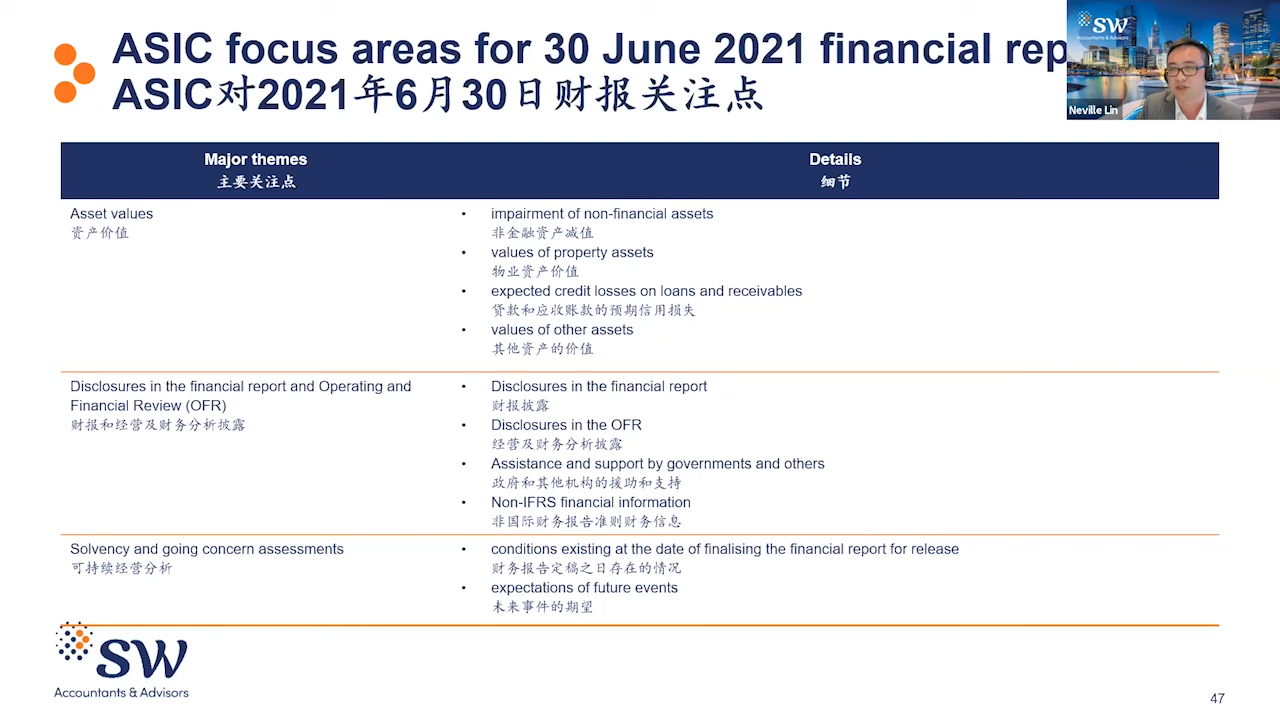 ASIC focus areas for 30 June 2021 financial rep
ASIC对2021年6月30日财报关注点
SW
Accountants & Advisors
Neville Lin
Major themes
主要关注点
Details
细节
Asset values
资产价值
• impairment of non-financial assets
非金融资产减值
• values of property assets
物业资产价值
• expected credit losses on loans and receivables
贷款和应收账款的预期信用损失
• values of other assets
其他资产的价值
Disclosures in the financial report and Operating and
Financial Review (OFR)
财报和经营及财务分析披露
• Disclosures in the financial report
财报披露
• Disclosures in the OFR
经营及财务分析披露
• Assistance and support by governments and others
政府和其他机构的援助和支持
• Non-IFRS financial information
非国际财务报告准则财务信息
Solvency and going concern assessments
可持续经营分析
• conditions existing at the date of finalising the financial report for release
财务报告定稿之日存在的情况
• expectations of future events
未来事件的期望
SW
Accountants & Advisors
47